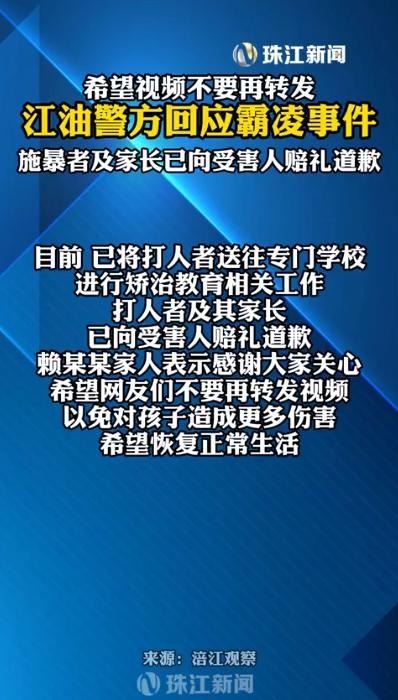 珠江新闻
希望视频不要再转发
江油警方回应霸凌事件
施暴者及家长已向受害人赔礼道歉
目前 已将打人者送往专门学校
进行矫治教育相关工作
打人者及其家长
已向受害人赔礼道歉
赖某某家人表示感谢大家关心
希望网友们不要再转发视频
以免对孩子造成更多伤害
希望恢复正常生活
来源：涪江观察
珠江新闻